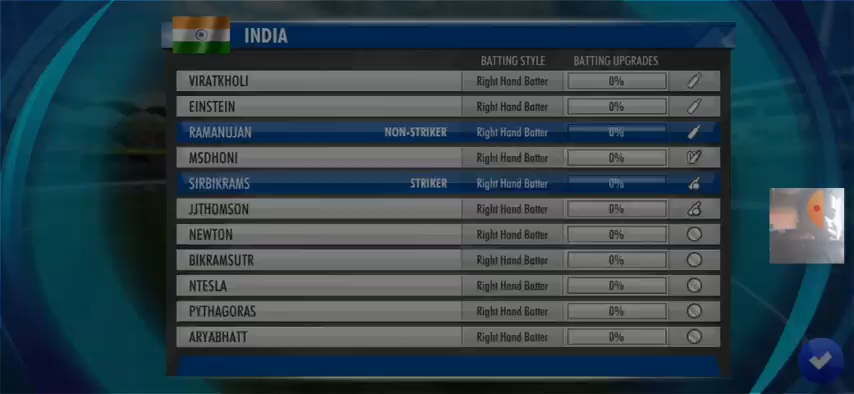 INDIA
BATTING STYLE BATTING UPGRADES
VIRATKHOLI Right Hand Batter 0%
EINSTEIN Right Hand Batter 0%
RAMANUJAN NON-STRIKER Right Hand Batter 0%
MSDHONI Right Hand Batter 0%
SIRBIKRAMS STRIKER Right Hand Batter 0%
JJTHOMSON Right Hand Batter 0%
NEWTON Right Hand Batter 0%
BIKRAMSUTR Right Hand Batter 0%
NTESLA Right Hand Batter 0%
PYTHAGORAS Right Hand Batter 0%
ARYABHATT Right Hand Batter 0%